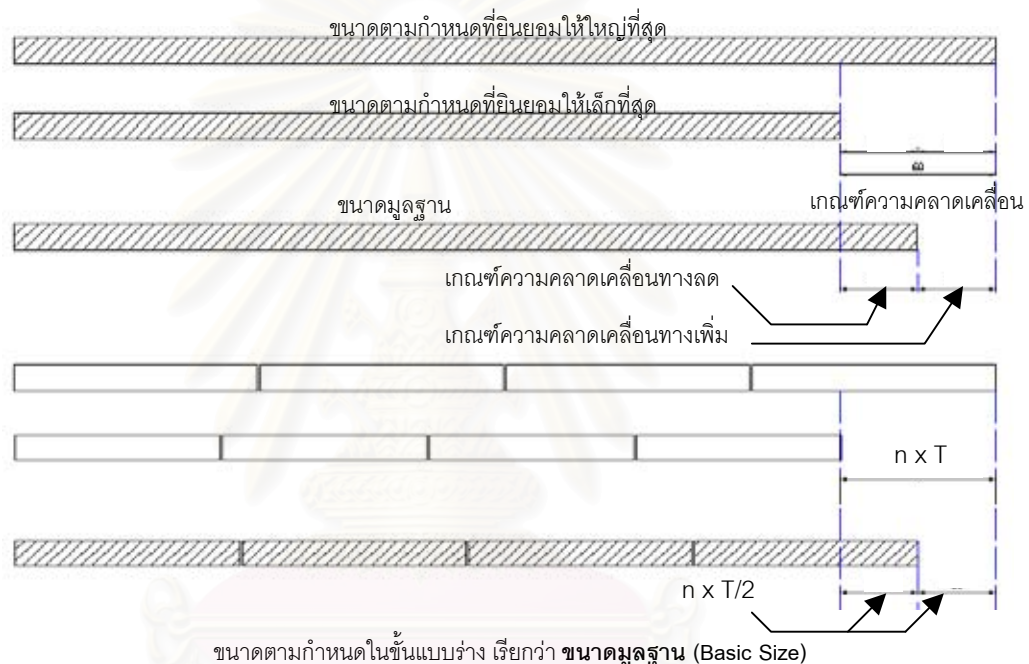 ขนาดตามกำหนดที่ยินยอมให้ใหญ่ที่สุด
ขนาดตามกำหนดที่ยินยอมให้เล็กที่สุด
ขนาดมูลฐาน
เกณฑ์ความคลาดเคลื่อน
เกณฑ์ความคลาดเคลื่อนทางลด
เกณฑ์ความคลาดเคลื่อนทางเพิ่ม
n x T
n x T/2
ขนาดตามกำหนดในขั้นแบบร่าง เรียกว่า ขนาดมูลฐาน (Basic Size)